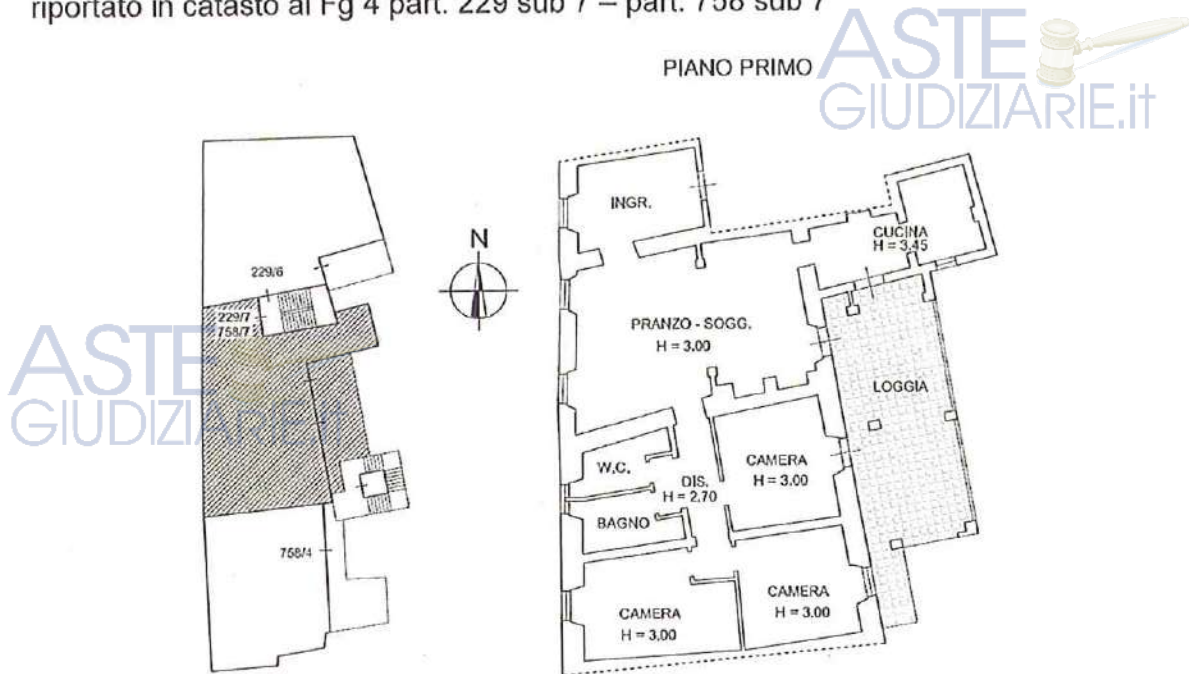 riportato in catasto al Fg 4 part. 229 sub 7 – part. 758 sub 7
PIANO PRIMO
ASTE
GIUDIZIARIE.it
INGR.
CUCINA
H = 3,45
N
229/6
229/7
758/7
PRANZO - SOGG.
H = 3.00
ASTE
GIUDIZIARIE.it
LOGGIA
W.C.
DIS.
H = 2,70
CAMERA
H = 3.00
BAGNO
758/4
CAMERA
H = 3.00
CAMERA
H = 3,00